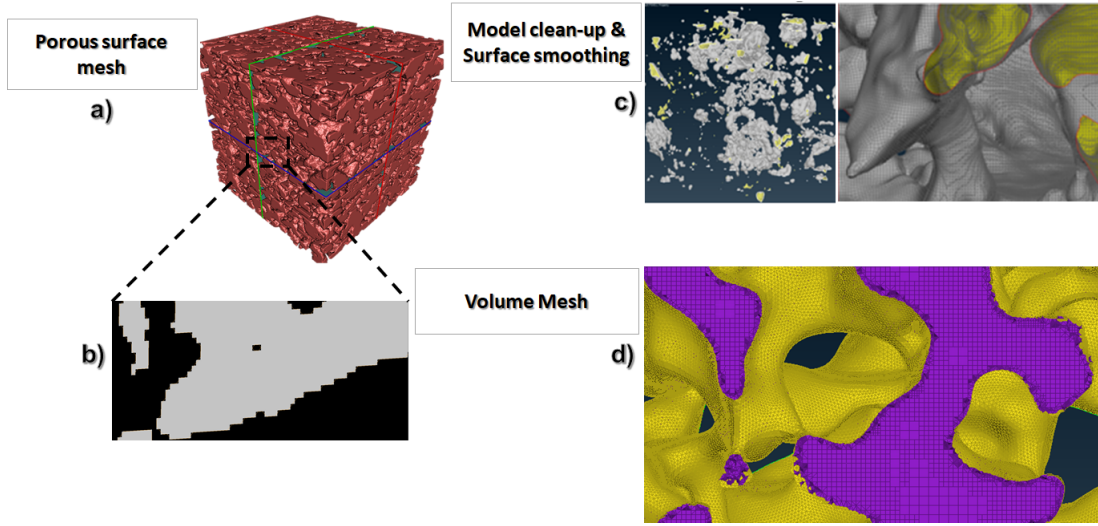 Porous surface
mesh
a)
Model clean-up &
Surface smoothing
c)
b)
Volume Mesh
d)